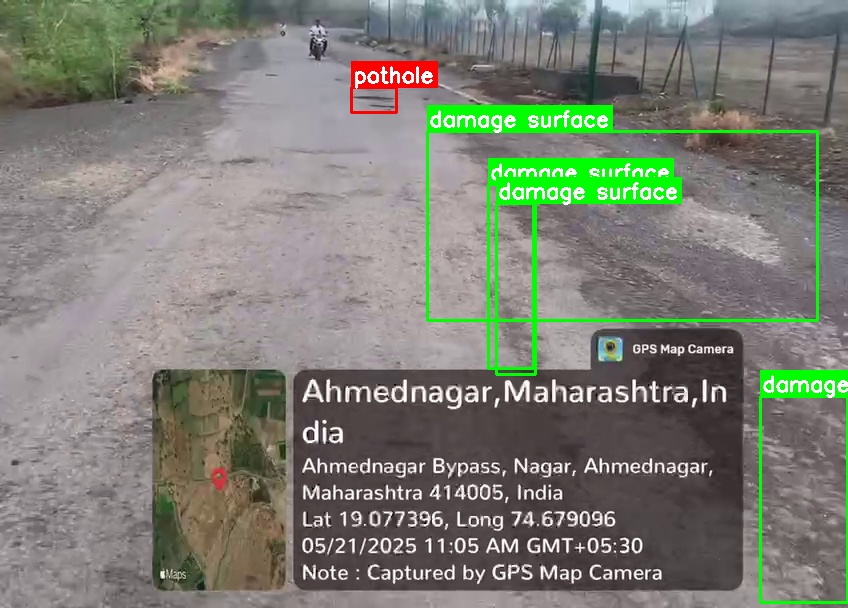 pothole
damage surface
damage surface
damage surface
GPS Map Camera
damage
Ahmednagar,Maharashtra,In
dia
Ahmednagar Bypass, Nagar, Ahmednagar,
Maharashtra 414005, India
Lat 19.077396, Long 74.679096
05/21/2025 11:05 AM GMT+05:30
Note : Captured by GPS Map Camera
Maps